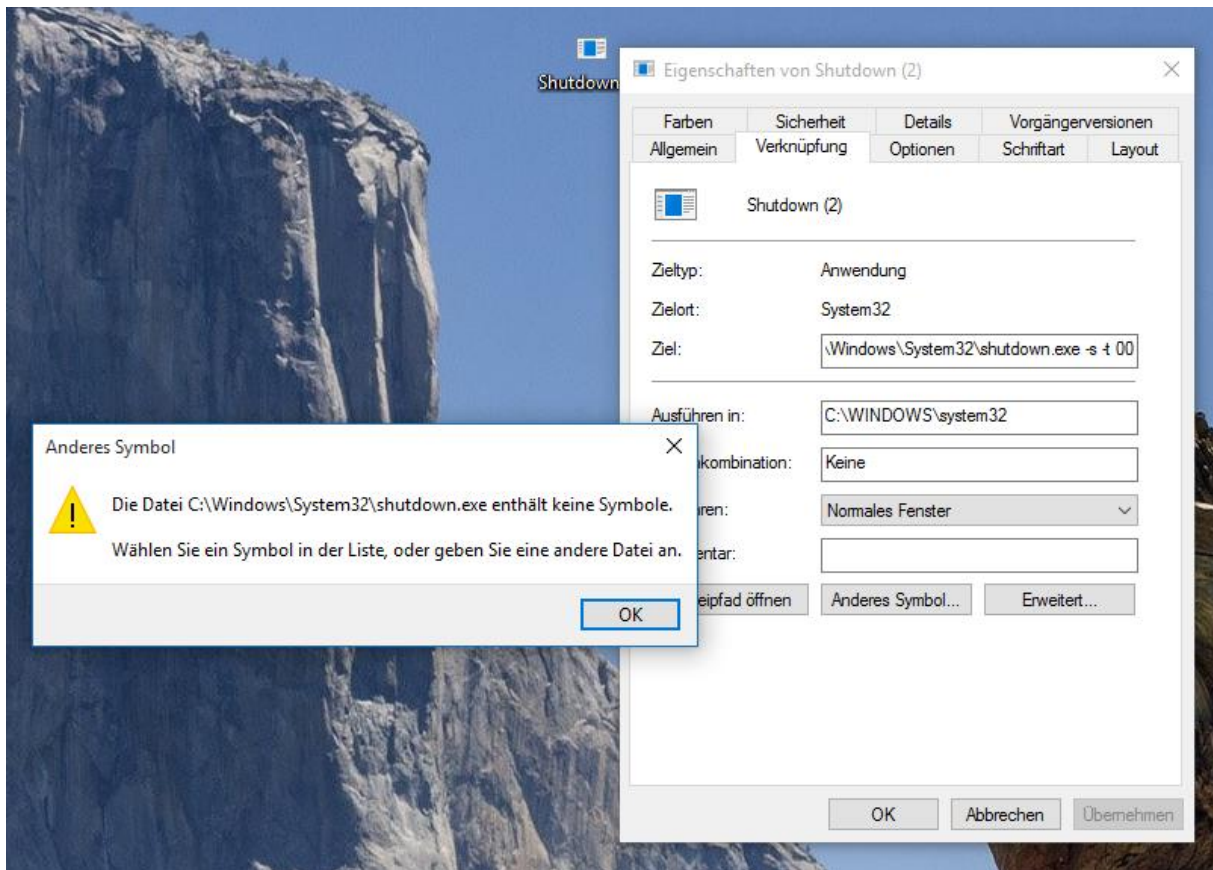 Shutdown
Eigenschaften von Shutdown (2)
Farben Sicherheit Details Vorgängerversionen
Allgemein Verknüpfung Optionen Schriftart Layout
Shutdown (2)
Zieltyp: Anwendung
Zielort: System32
Ziel: \Windows\System32\shutdown.exe -s -t 00
Ausführen in: C:\WINDOWS\system32
kombination: Keine
ren: Normales Fenster
entar:
eipfad öffnen Anderes Symbol... Erweitert...
OK Abbrechen Übernehmen
Anderes Symbol
Die Datei C:\Windows\System32\shutdown.exe enthält keine Symbole.
Wählen Sie ein Symbol in der Liste, oder geben Sie eine andere Datei an.
OK